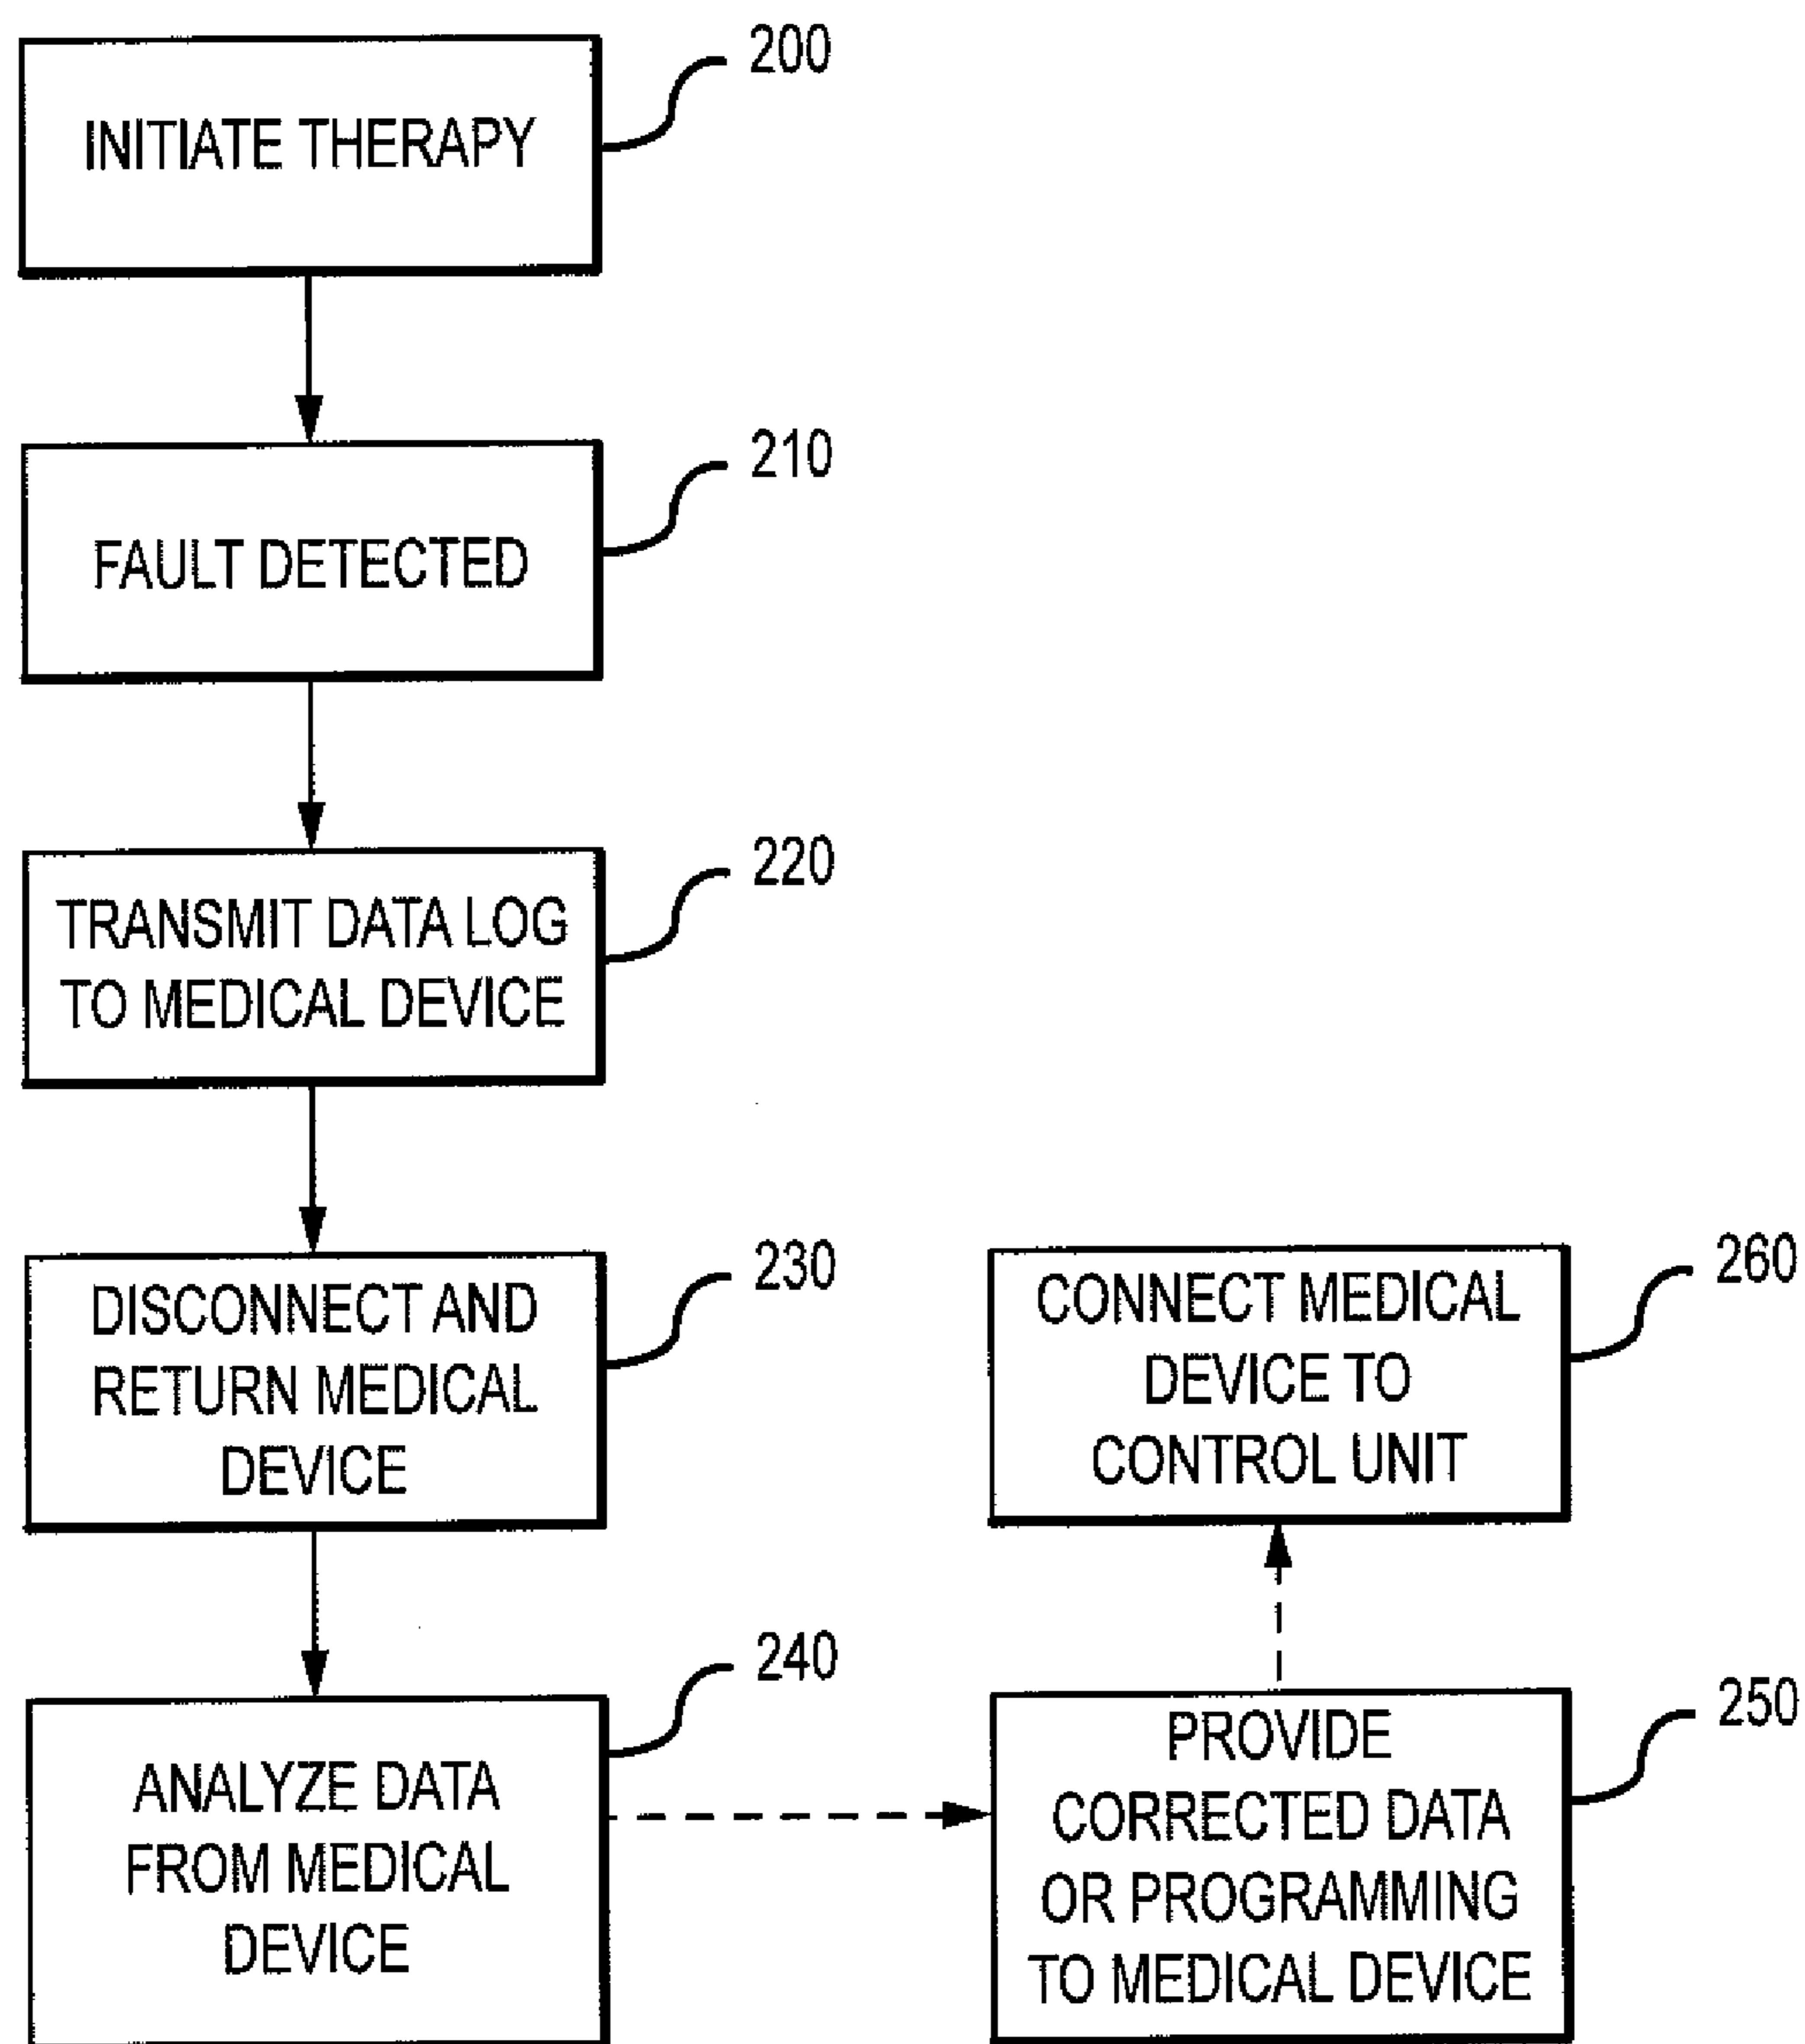 INITIATE THERAPY
200
FAULT DETECTED
210
TRANSMIT DATA LOG
TO MEDICAL DEVICE
220
DISCONNECT AND
RETURN MEDICAL
DEVICE
230
ANALYZE DATA
FROM MEDICAL
DEVICE
240
PROVIDE
CORRECTED DATA
OR PROGRAMMING
TO MEDICAL DEVICE
250
CONNECT MEDICAL
DEVICE TO
CONTROL UNIT
260